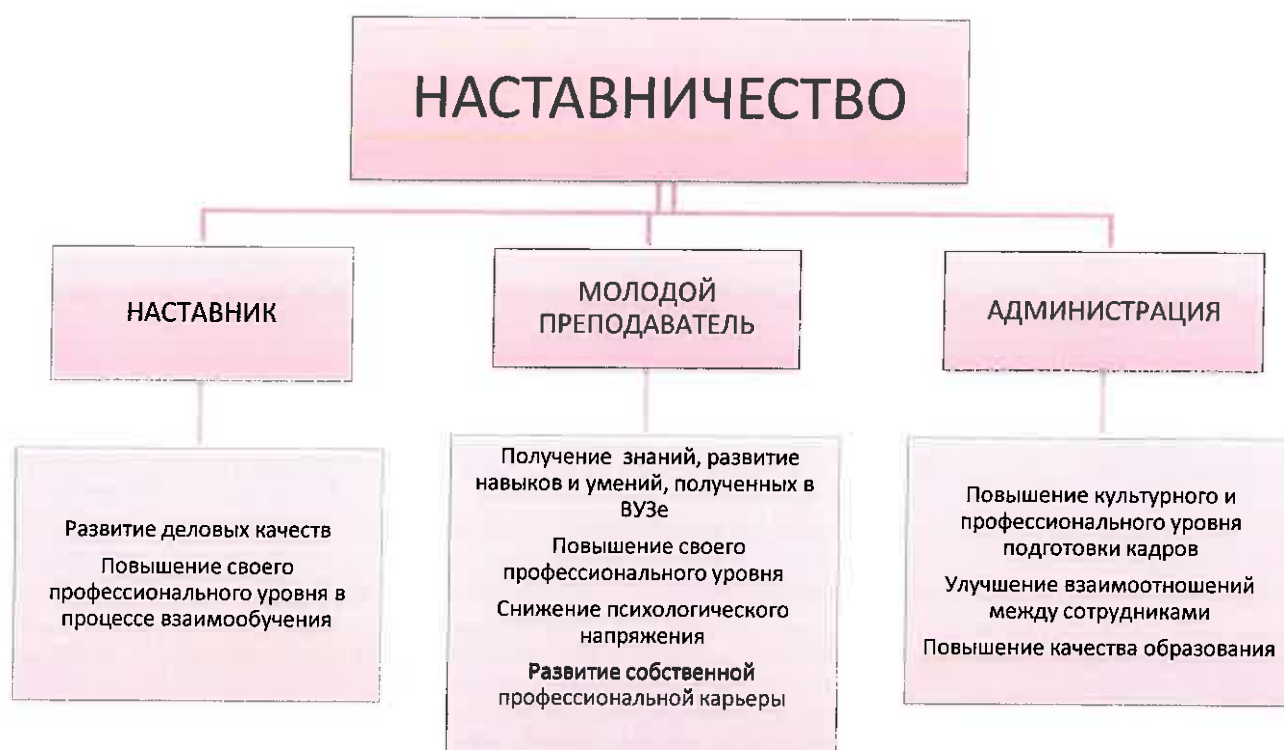 НАСТАВНИЧЕСТВО
НАСТАВНИК
МОЛОДОЙ
ПРЕПОДАВАТЕЛЬ
АДМИНИСТРАЦИЯ
Развитие деловых качеств
Повышение своего
профессионального уровня в
процессе взаимообучения
Получение знаний, развитие
навыков и умений, полученных в
ВУЗе
Повышение своего
профессионального уровня
Снижение психологического
напряжения
Развитие собственной
профессиональной карьеры
Повышение культурного и
профессионального уровня
подготовки кадров
Улучшение взаимоотношений
между сотрудниками
Повышение качества образования